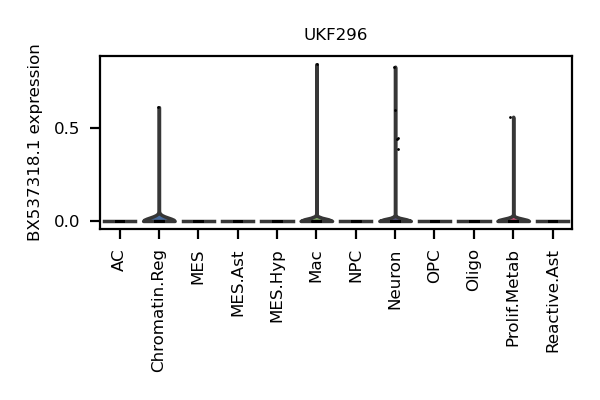 UKF296
BX537318.1 expression
0.5
0.0
AC
Chromatin.Reg
MES
MES.Ast
MES.Hyp
Mac
NPC
Neuron
OPC
Oligo
Prolif.Metab
Reactive.Ast